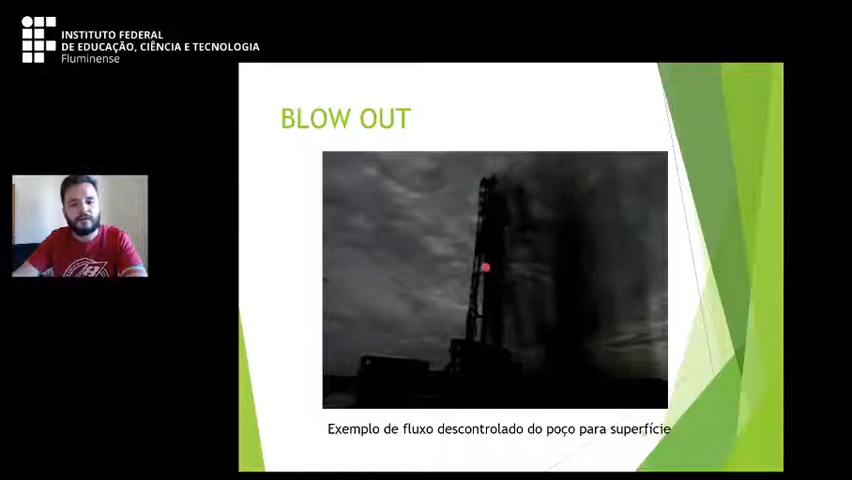 INSTITUTO FEDERAL
DE EDUCAÇÃO, CIÊNCIA E TECNOLOGIA
Fluminense
BLOW OUT
Exemplo de fluxo descontrolado do poço para superfície